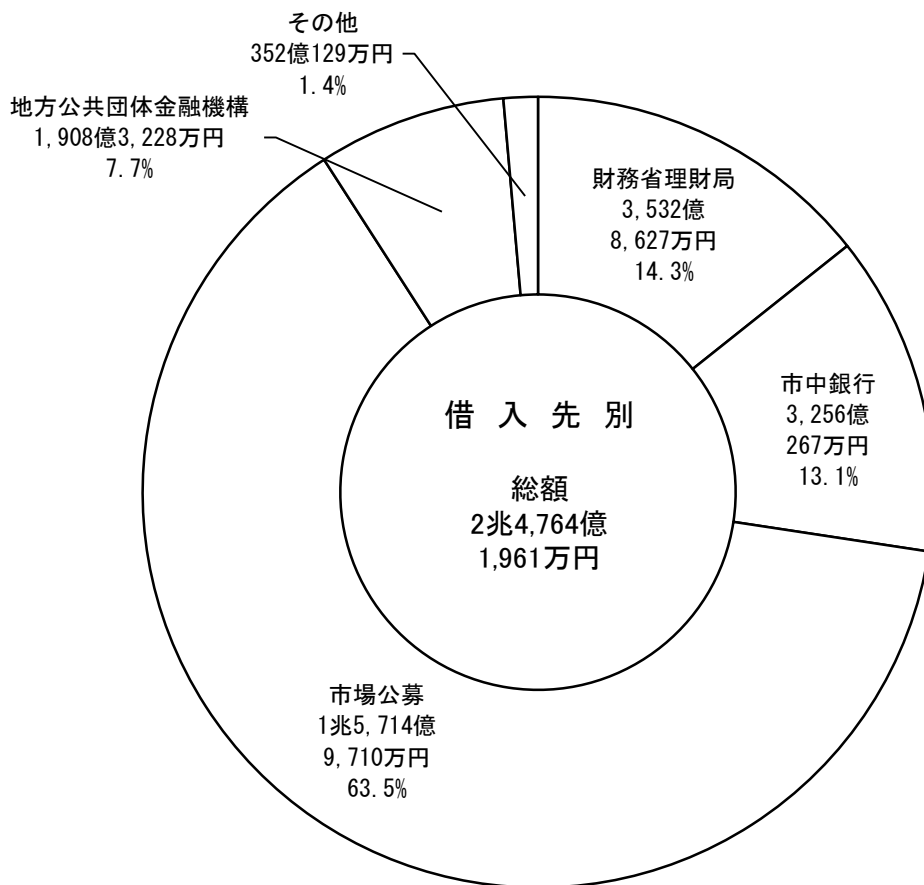 その他
352億129万円
1.4%
地方公共団体金融機構
1,908億3,228万円
7.7%
財務省理財局
3,532億
8,627万円
14.3%
市中銀行
3,256億
267万円
13.1%
借 入 先 別
総額
2兆4,764億
1,961万円
市場公募
1兆5,714億
9,710万円
63.5%